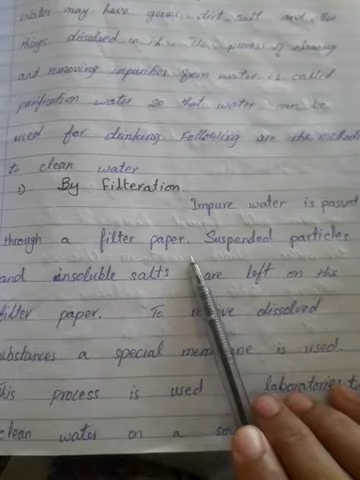 water may have germs, dirt, salt and
things dissolved in it. The process of cleaning
and removing impurities from water is called
purification water so that water can be
used for drinking Following are the methods
to clean water
1) By Filteration.
Impure water is passed
through a filter paper. Suspended particles
and insoluble salts are left on the
filter paper. To dissolved
substances a special is used.
This process is used laboratories to
clean water on a